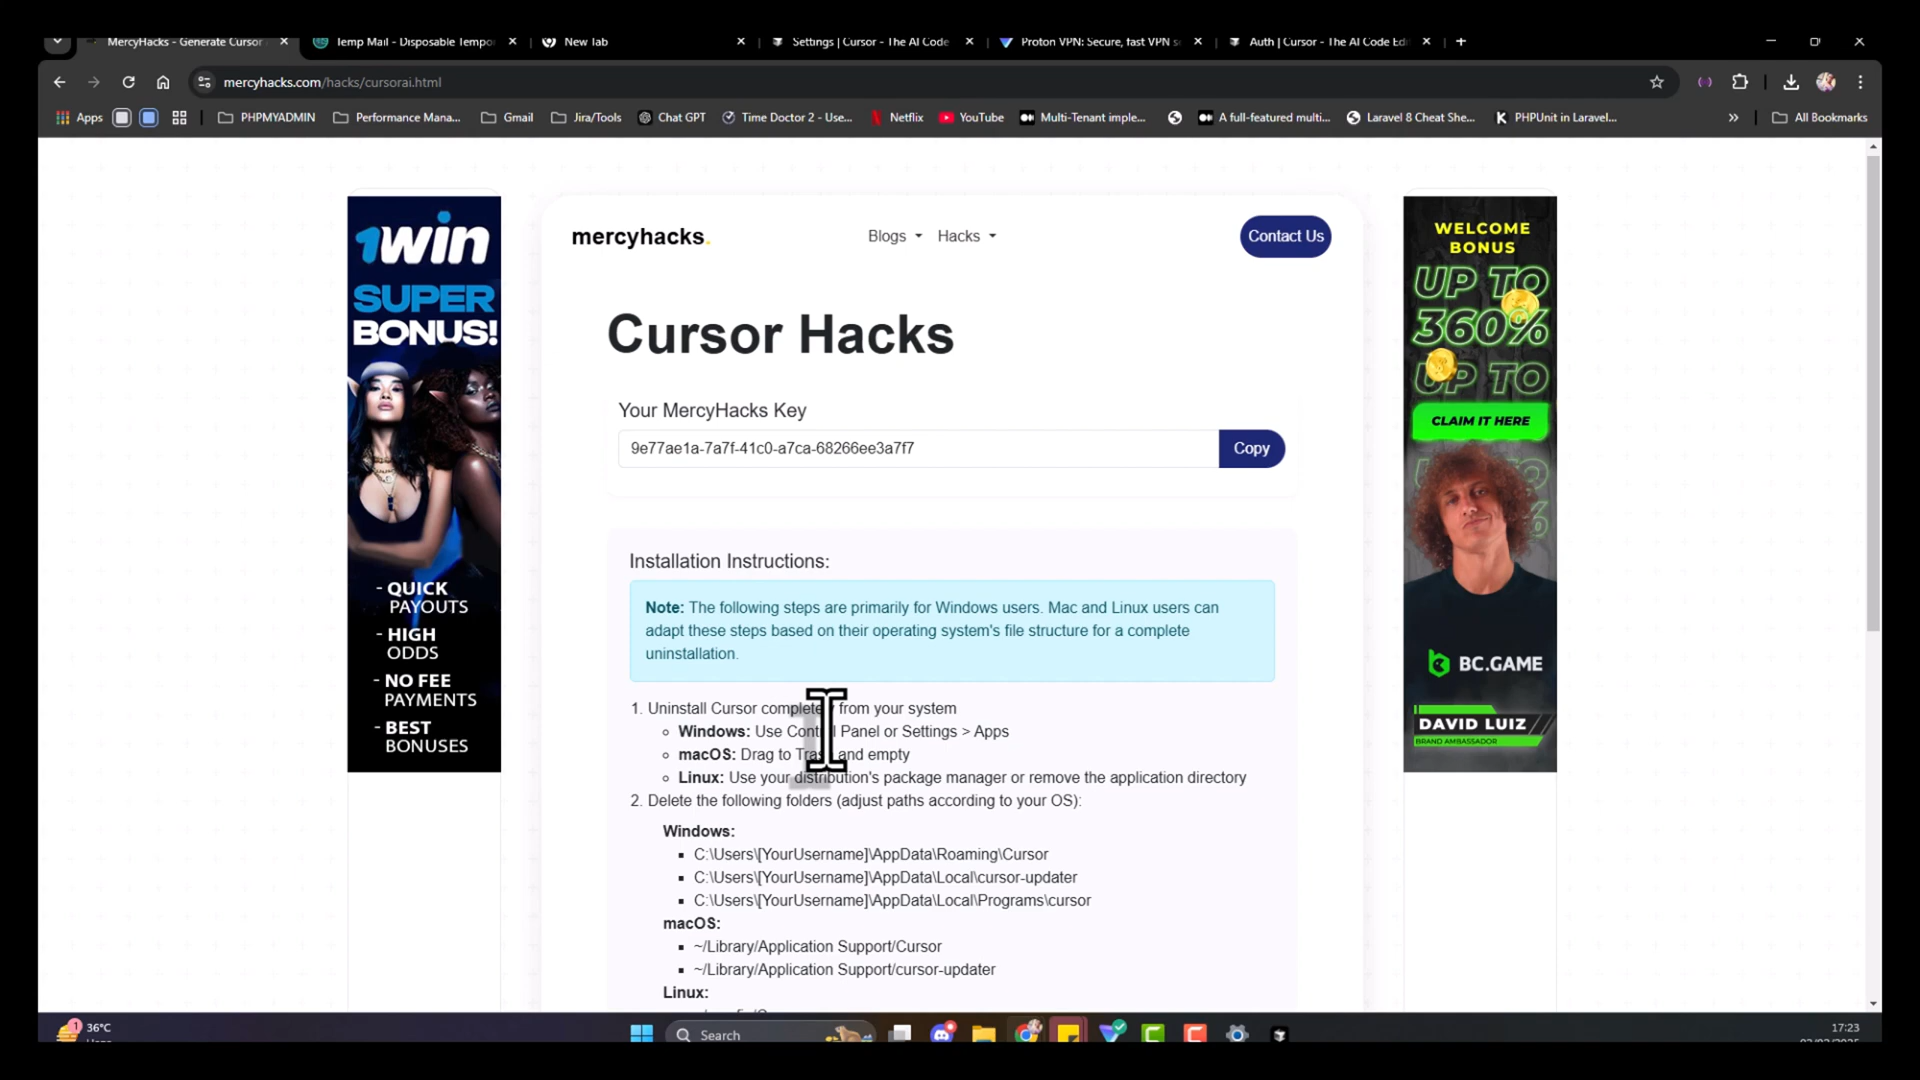 MercyHacks - Generate Cursor
Temp Mail - Disposable Tempo
New Tab
Settings | Cursor - The AI Code
Proton VPN: Secure, fast VPN s
Auth | Cursor - The AI Code Ed
mercyhacks.com/hacks/cursorai.html
Apps
PHPMYADMIN
Performance Mana...
Gmail
Jira/Tools
Chat GPT
Time Doctor 2 - Use...
Netflix
YouTube
Multi-Tenant imple...
A full-featured multi...
Laravel 8 Cheat She...
PHPUnit in Laravel...
All Bookmarks
1win
SUPER
BONUS!
- QUICK
PAYOUTS
- HIGH
ODDS
- NO FEE
PAYMENTS
- BEST
BONUSES
mercyhacks.
Blogs
Hacks
Contact Us
Cursor Hacks
Your MercyHacks Key
9e77ae1a-7a7f-41c0-a7ca-68266ee3a7f7
Copy
Installation Instructions:
Note: The following steps are primarily for Windows users. Mac and Linux users can
adapt these steps based on their operating system's file structure for a complete
uninstallation.
1. Uninstall Cursor completely from your system
Windows: Use Control Panel or Settings > Apps
macOS: Drag to Trash and empty
Linux: Use your distribution's package manager or remove the application directory
2. Delete the following folders (adjust paths according to your OS):
Windows:
C:\Users\[YourUsername]\AppData\Roaming\Cursor
C:\Users\[YourUsername]\AppData\Local\cursor-updater
C:\Users\[YourUsername]\AppData\Local\Programs\cursor
macOS:
~/Library/Application Support/Cursor
~/Library/Application Support/cursor-updater
Linux:
WELCOME
BONUS
UP TO
360%
UP TO
CLAIM IT HERE
BC.GAME
DAVID LUIZ
BRAND AMBASSADOR
1
36°C
Search
17:23